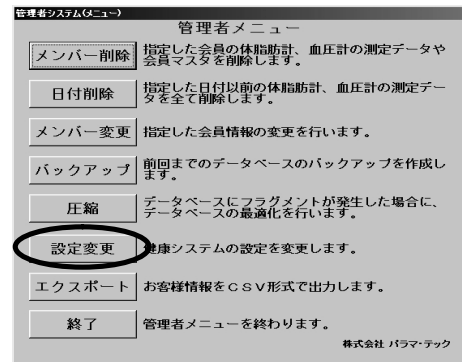 管理者システム(メニュー)
管理者メニュー
メンバー削除
指定した会員の体脂肪計、血圧計の測定データや
会員マスタを削除します。
日付削除
指定した日付以前の体脂肪計、血圧計の測定デー
タを全て削除します。
メンバー変更
指定した会員情報の変更を行います。
バックアップ
前回までのデータベースのバックアップを作成し
ます。
圧縮
データベースにフラグメントが発生した場合に、
データベースの最適化を行います。
設定変更
健康システムの設定を変更します。
エクスポート
お客様情報をCSV形式で出力します。
終了
管理者メニューを終わります。
株式会社 パラマ・テック